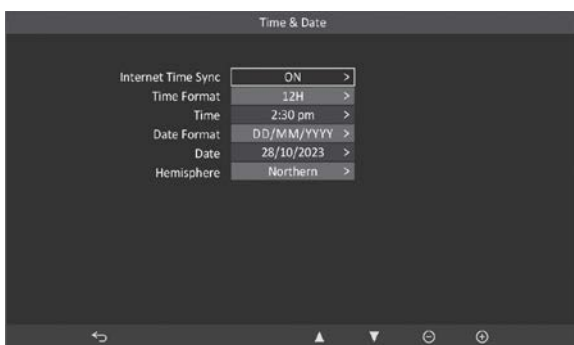 Time & Date
Internet Time Sync ON >
Time Format 12H >
Time 2:30 pm >
Date Format DD/MM/YYYY >
Date 28/10/2023 >
Hemisphere Northern >